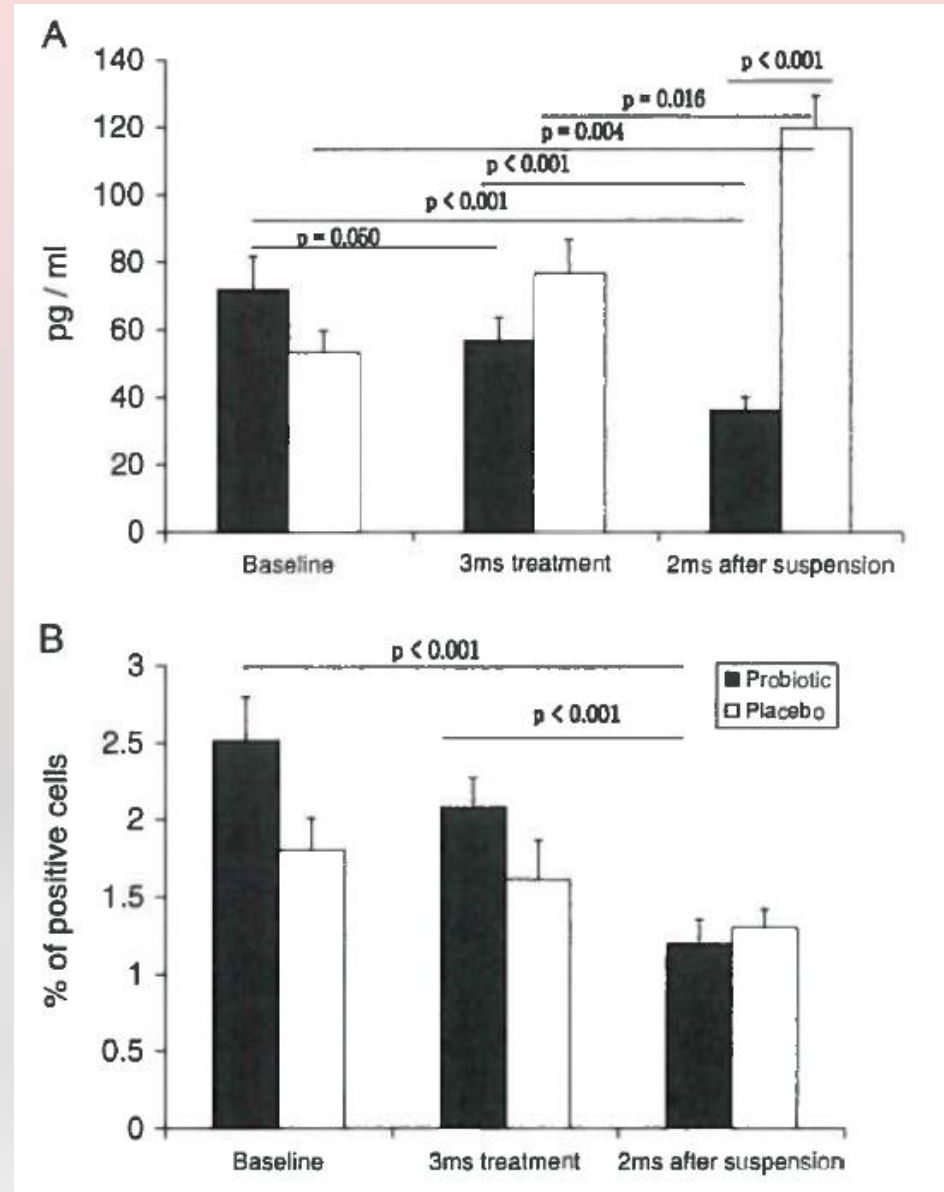 A
140
120
100
80
60
40
20
0
pg / ml
p < 0.001
p = 0.016
p = 0.004
p < 0.001
p < 0.001
p = 0.050
Baseline
3ms treatment
2ms after suspension
B
3
2.5
2
1.5
1
0.5
0
% of positive cells
p < 0.001
p < 0.001
Probiotic
Placebo
Baseline
3ms treatment
2ms after suspension